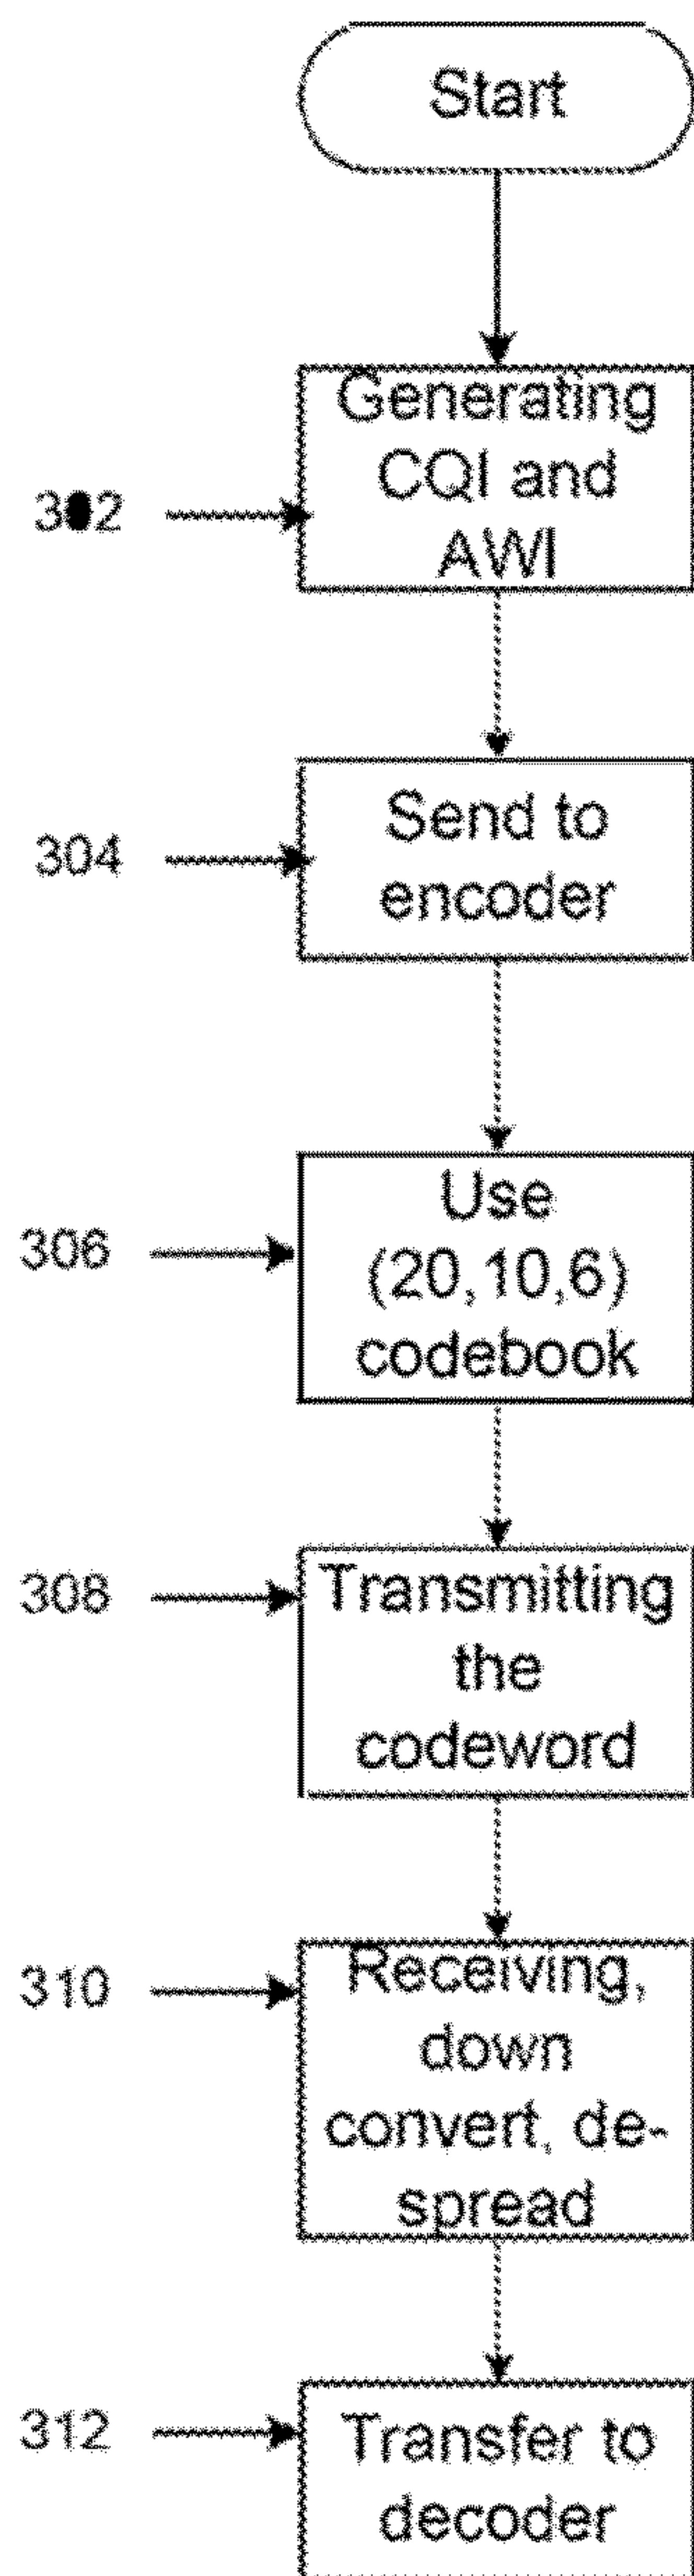 Start
302
Generating
CQI and
AWI
304
Send to
encoder
306
Use
(20,10,6)
codebook
308
Transmitting
the
codeword
310
Receiving,
down
convert, de-
spread
312
Transfer to
decoder